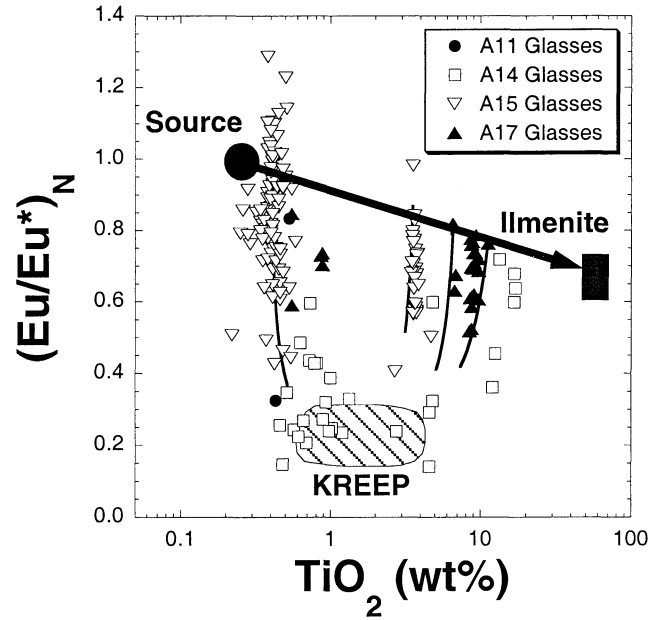 1.4
1.2
1.0
0.8
0.6
0.4
0.2
0.0
(Eu/Eu*)N
A11 Glasses
A14 Glasses
A15 Glasses
A17 Glasses
Source
Ilmenite
KREEP
0.1 1 10 100
TiO2 (wt%)